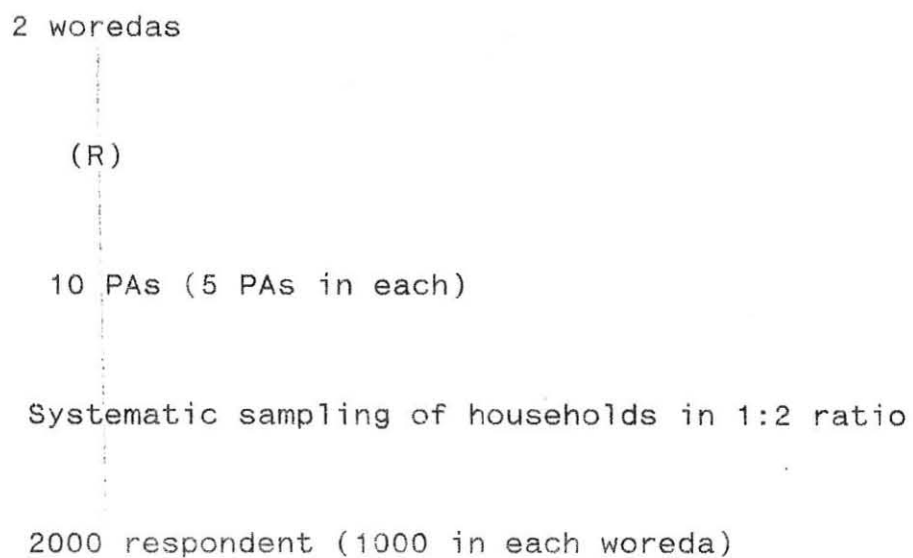 2 woredas
(R)
10 PAs (5 PAs in each)
Systematic sampling of households in 1:2 ratio
2000 respondent (1000 in each woreda)